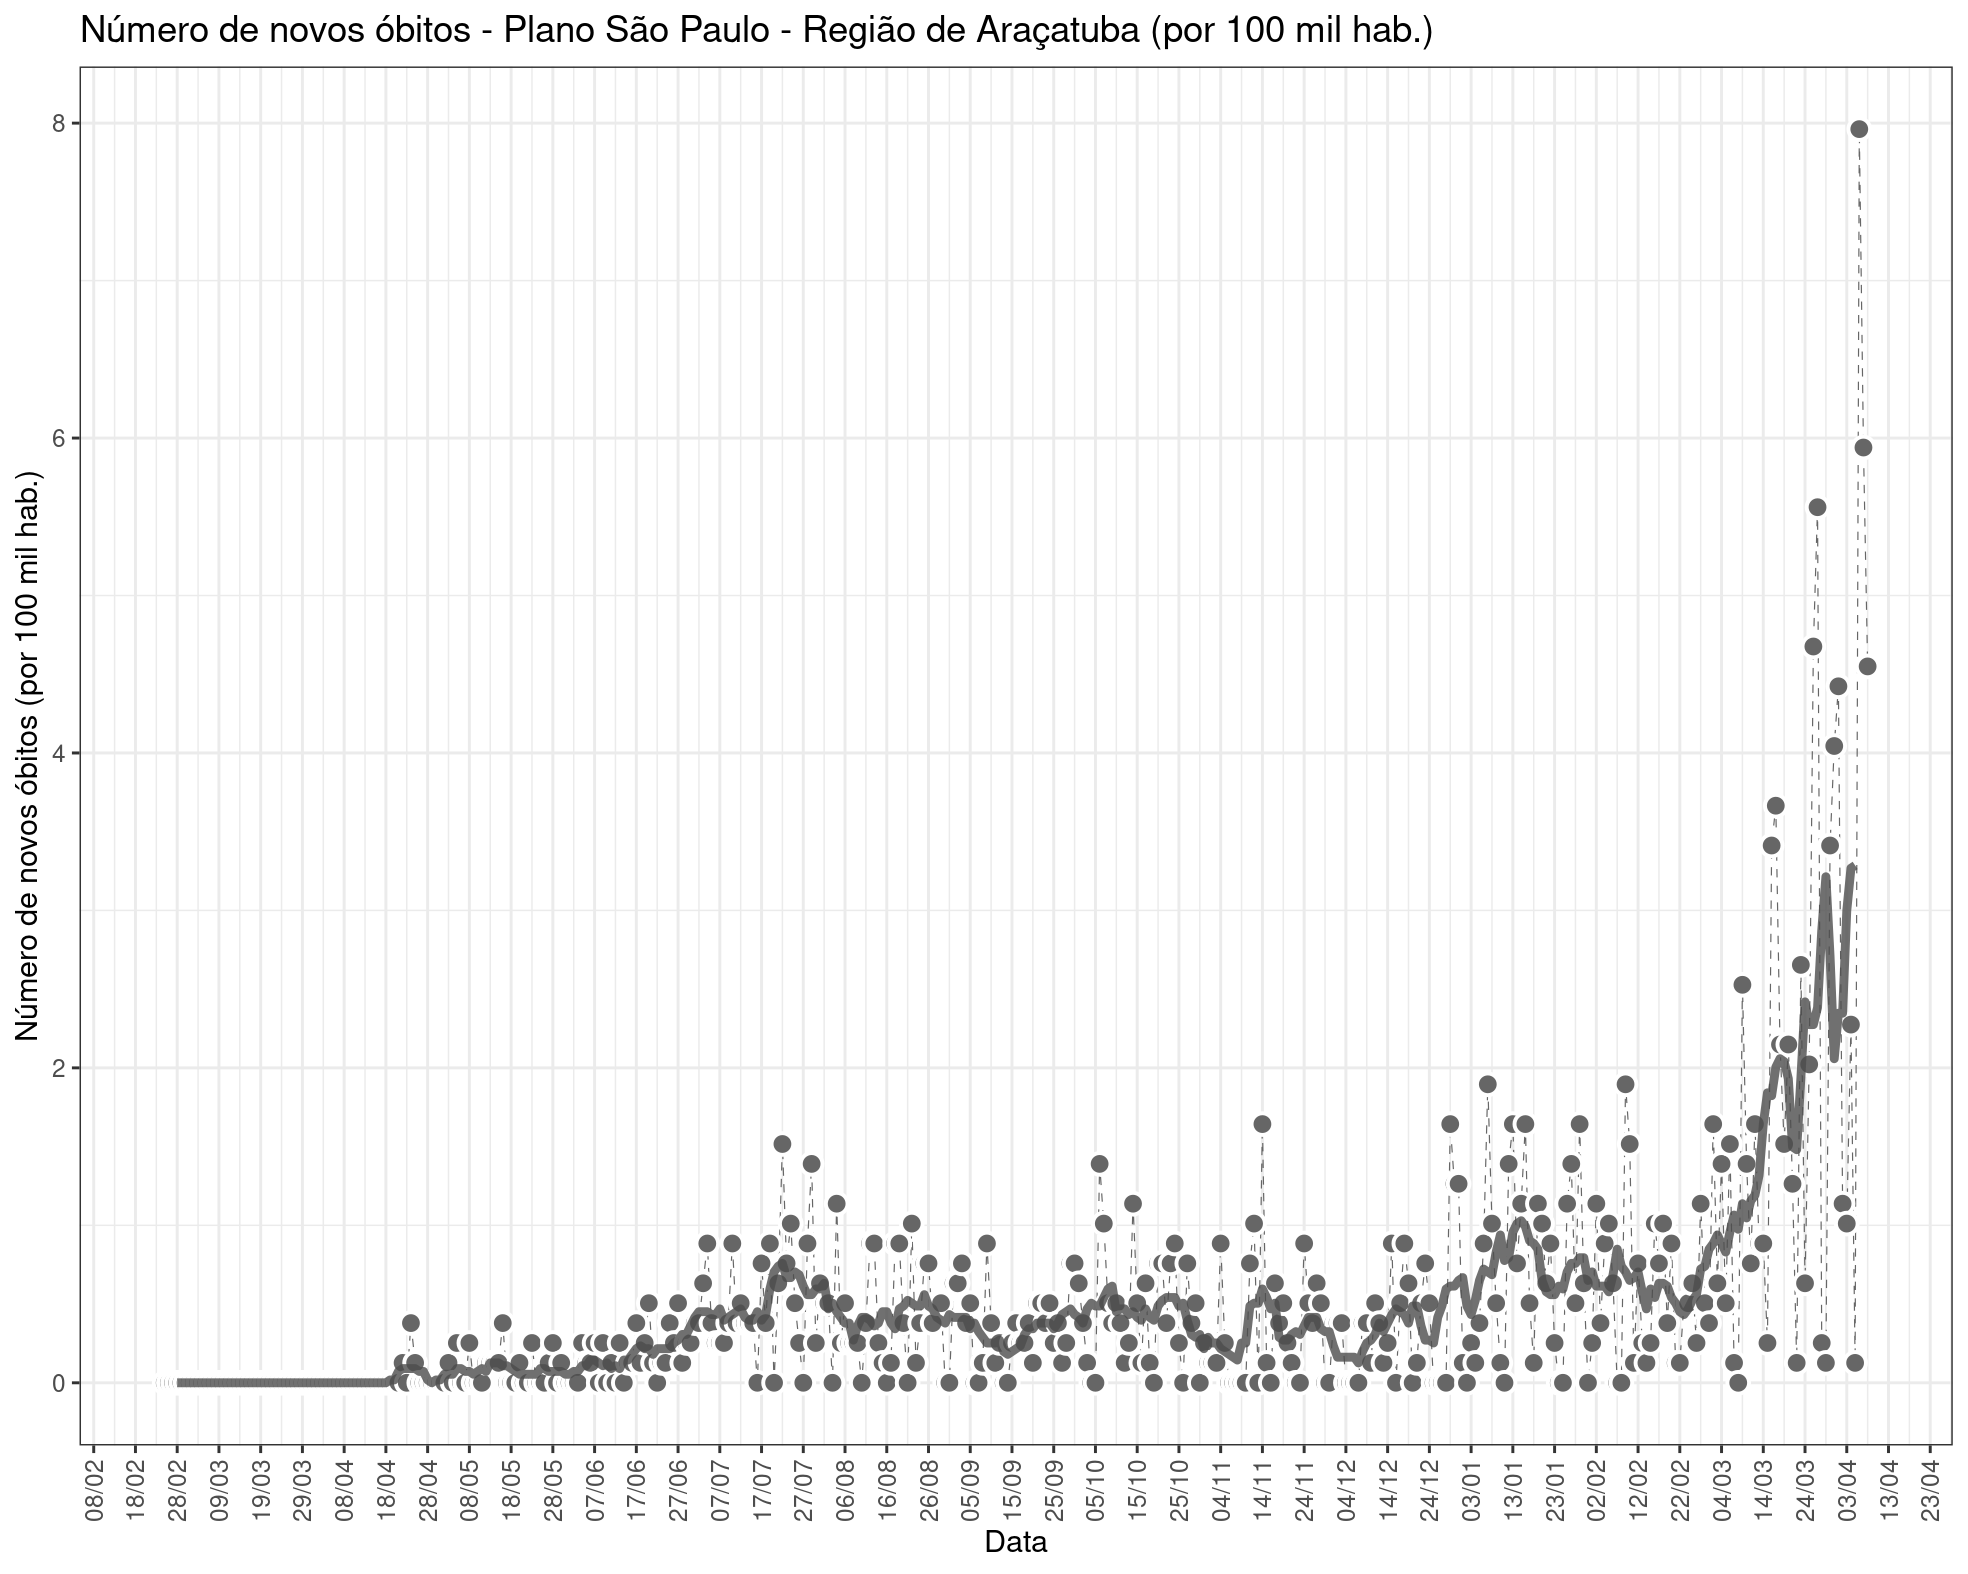 Número de novos óbitos - Plano São Paulo - Região de Araçatuba (por 100 mil hab.)
Número de novos óbitos (por 100 mil hab.)
8
6
4
2
0
08/02 18/02 28/02 09/03 19/03 29/03 08/04 18/04 28/04 08/05 18/05 28/05 07/06 17/06 27/06 07/07 17/07 27/07 06/08 16/08 26/08 05/09 15/09 25/09 05/10 15/10 25/10 04/11 14/11 24/11 04/12 14/12 24/12 03/01 13/01 23/01 02/02 12/02 22/02 04/03 14/03 24/03 03/04 13/04 23/04
Data